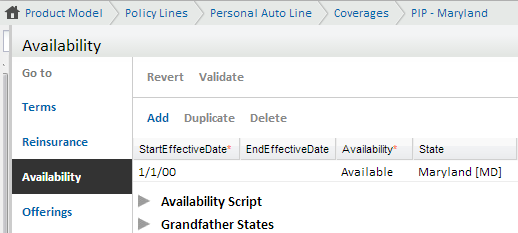 Product Model Policy Lines Personal Auto Line Coverages PIP - Maryland
Availability
Go to
Revert Validate
Terms
Add Duplicate Delete
Reinsurance
StartEffectiveDate* EndEffectiveDate Availability* State
Availability
1/1/00 Available Maryland [MD]
Availability Script
Offerings
Grandfather States